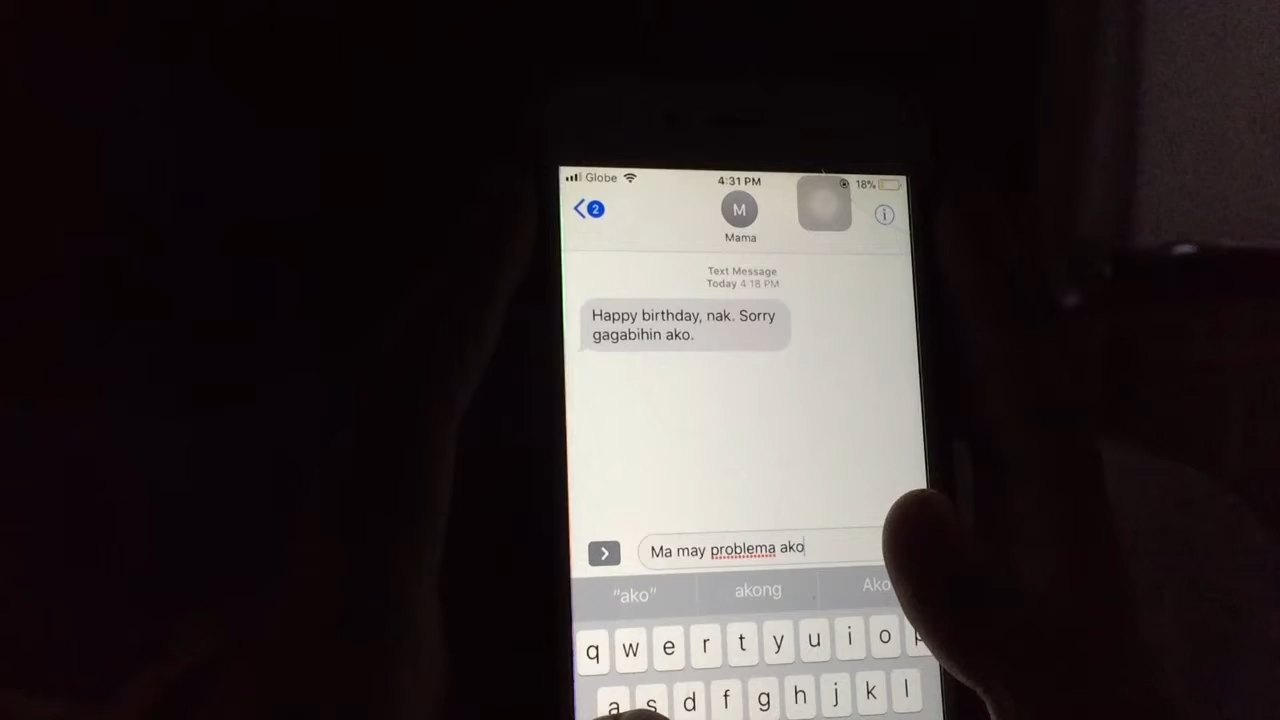 Globe 4:31 PM 18%
2 M i
Mama
Text Message
Today 4:18 PM
Happy birthday, nak. Sorry
gagabihin ako.
Ma may problema ako
"ako" akong Ako
q w e r t y u i o p
a s d f g h j k l